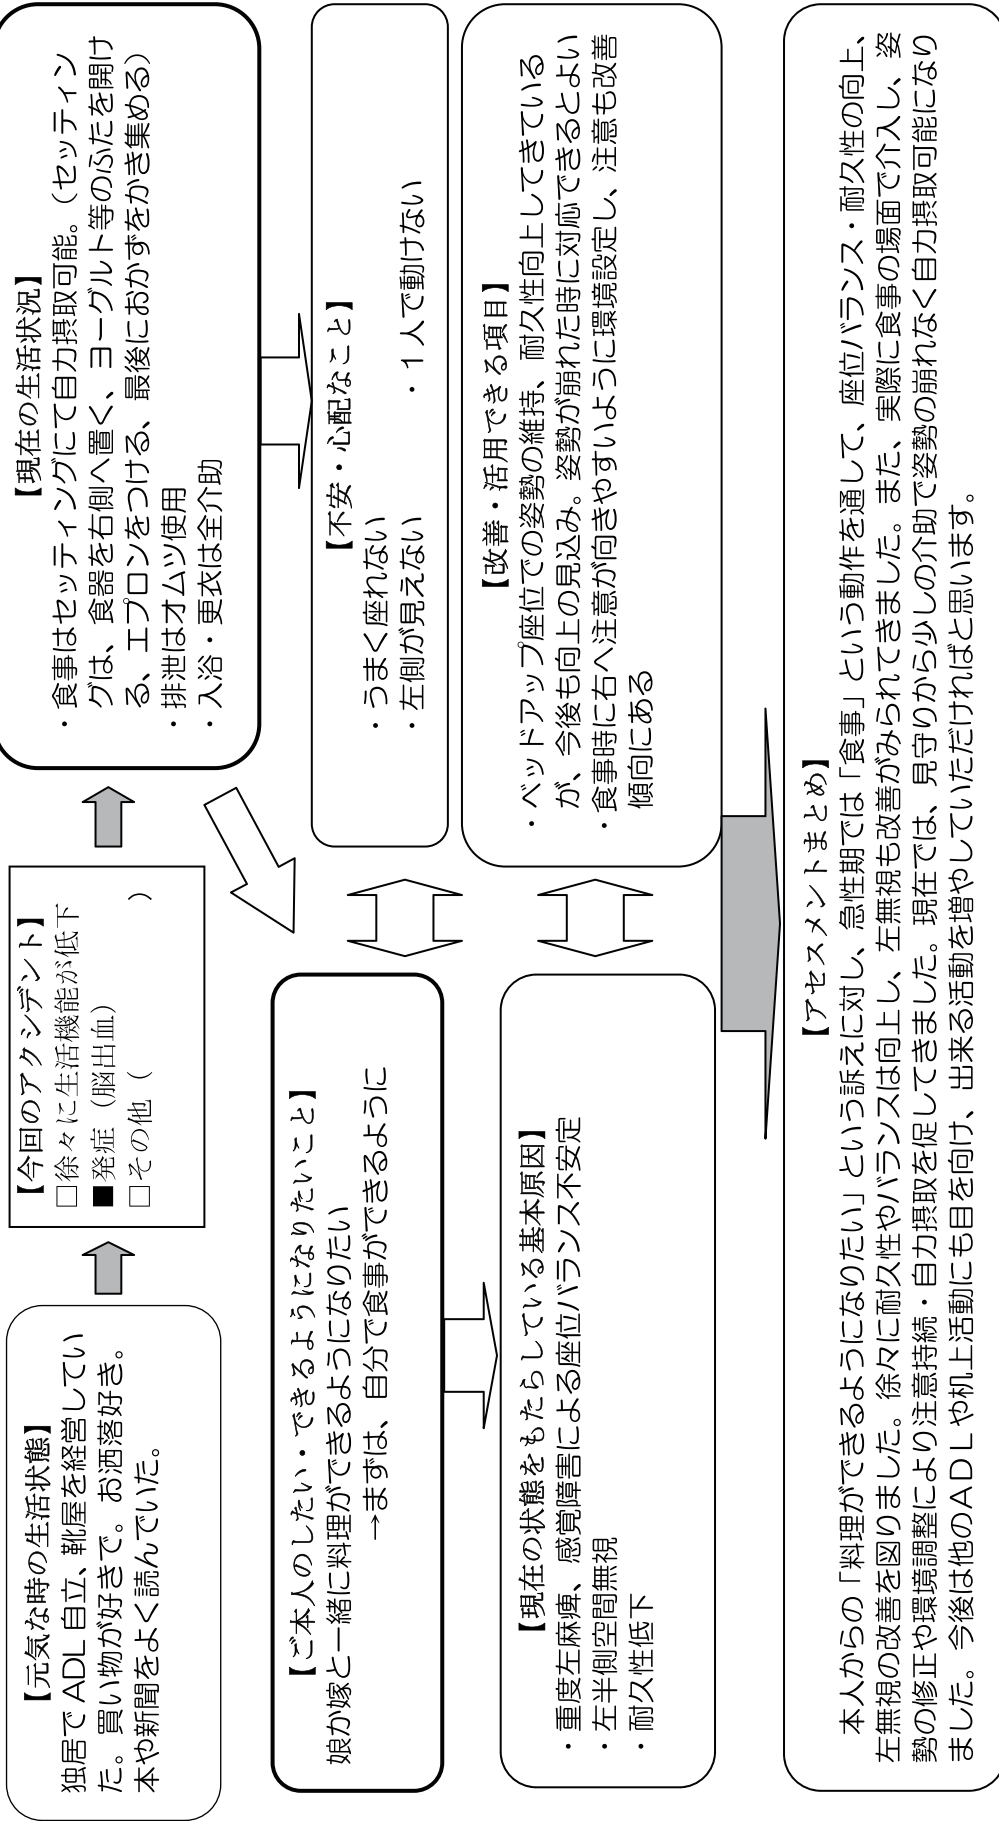 【元気な時の生活状態】
独居で ADL 自立、靴屋を経営してい
た。買い物が好きで。お洒落好き。
本や新聞をよく読んでいた。
【今回のアクシデント】
□徐々に生活機能が低下
■発症（脳出血）
□その他（　　　　　　）
【現在の生活状況】
・食事はセッティングにて自力摂取可能。（セッティン
グは、食器を右側へ置く、ヨーグルト等のふたを開け
る、エプロンをつける、最後におかずをかき集める）
・排泄はオムツ使用
・入浴・更衣は全介助
【ご本人のしたい・できるようになりたいこと】
娘か嫁と一緒に料理ができるようになりたい
→まずは、自分で食事ができるように
【不安・心配なこと】
・うまく座れない
・左側が見えない　　　　・１人で動けない
【現在の状態をもたらしている基本原因】
・重度左麻痺、感覚障害による座位バランス不安定
・左半側空間無視
・耐久性低下
【改善・活用できる項目】
・ベッドアップ座位での姿勢の維持、耐久性向上してきている
が、今後も向上の見込み。姿勢が崩れた時に対応できるとよい
・食事時に右へ注意が向きやすいように環境設定し、注意も改善
傾向にある
【アセスメントまとめ】
本人からの「料理ができるようになりたい」という訴えに対し、急性期では「食事」という動作を通して、座位バランス・耐久性の向上、
左無視の改善を図りました。徐々に耐久性やバランスは向上し、左無視も改善がみられてきました。また、実際に食事の場面で介入し、姿
勢の修正や環境調整により注意持続・自力摂取を促してきました。現在では、見守りから少しの介助で姿勢の崩れなく自力摂取可能になり
ました。今後は他のＡＤＬや机上活動にも目を向け、出来る活動を増やしていただければと思います。